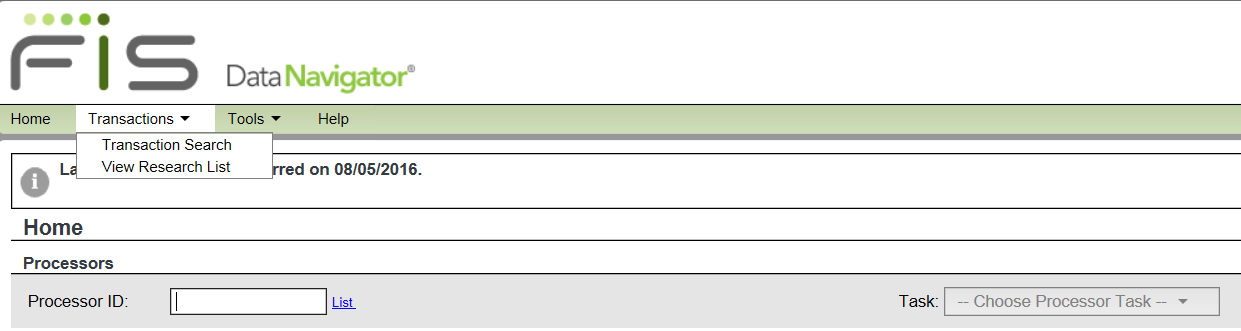 FIS DataNavigator®
Home Transactions Tools Help
Transaction Search
View Research List
rred on 08/05/2016.
Home
Processors
Processor ID: List Task: -- Choose Processor Task --